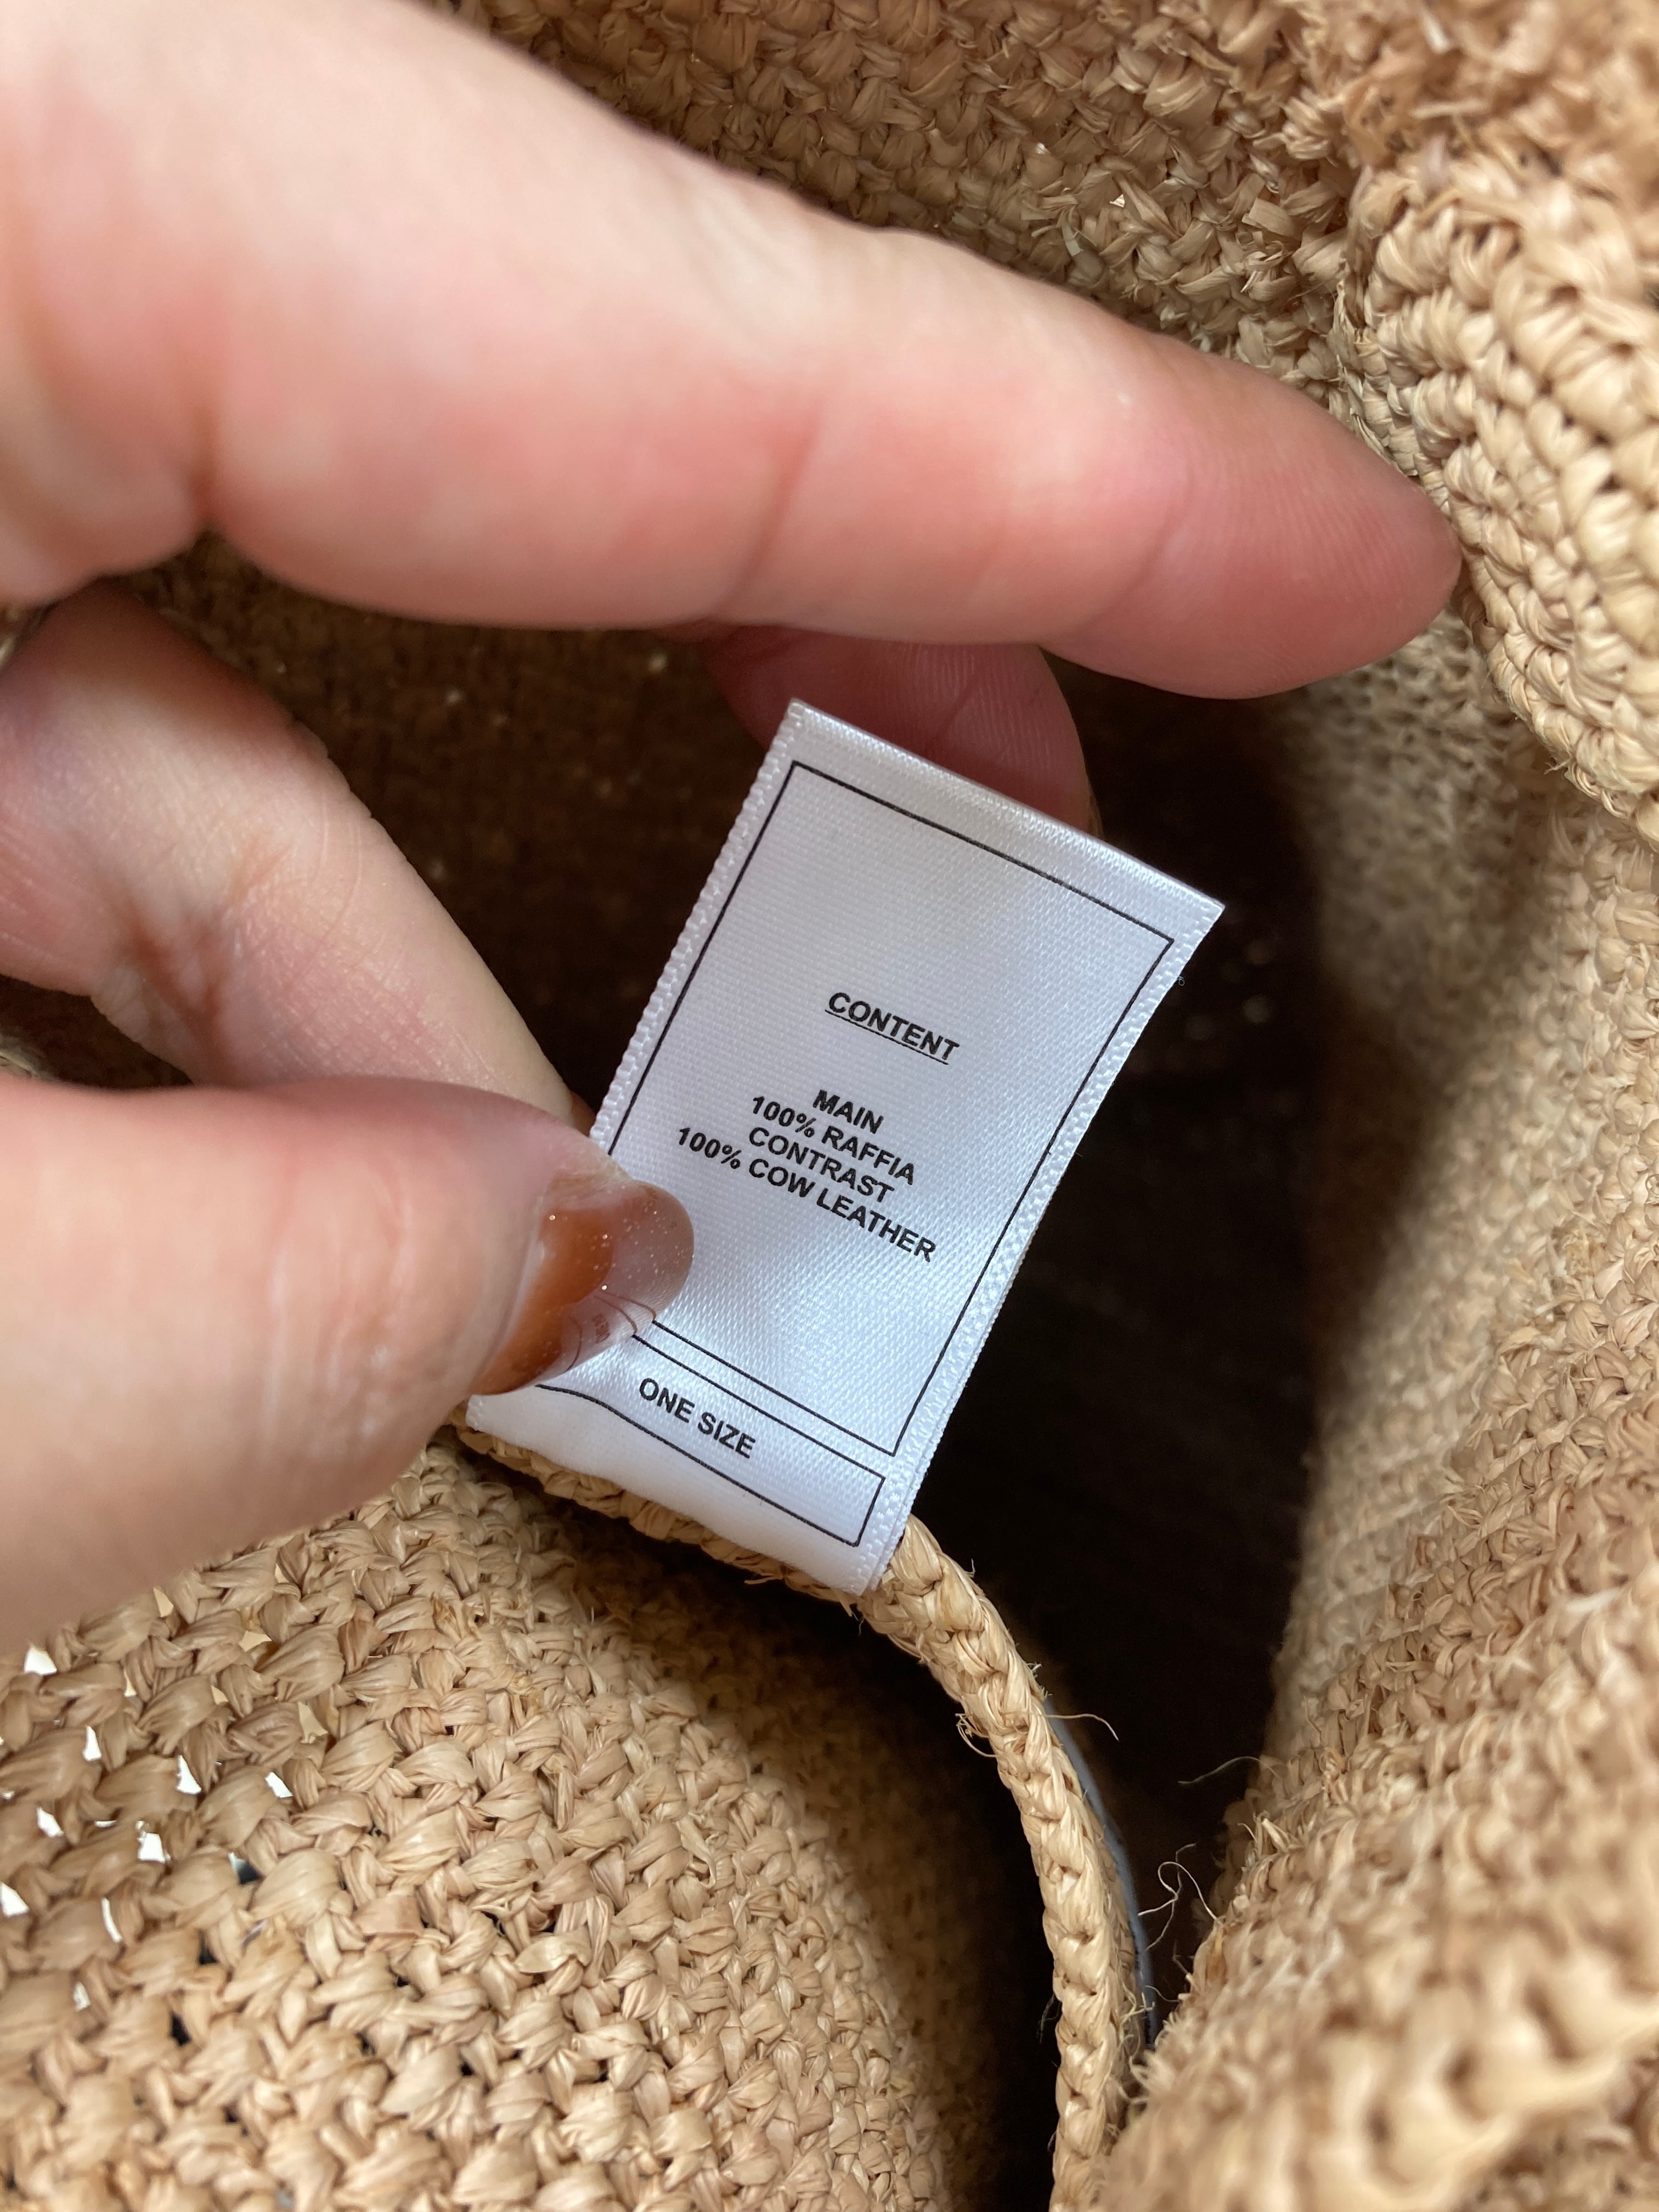 CONTENT
MAIN
100% RAFFIA
CONTRAST
100% COW LEATHER
ONE SIZE